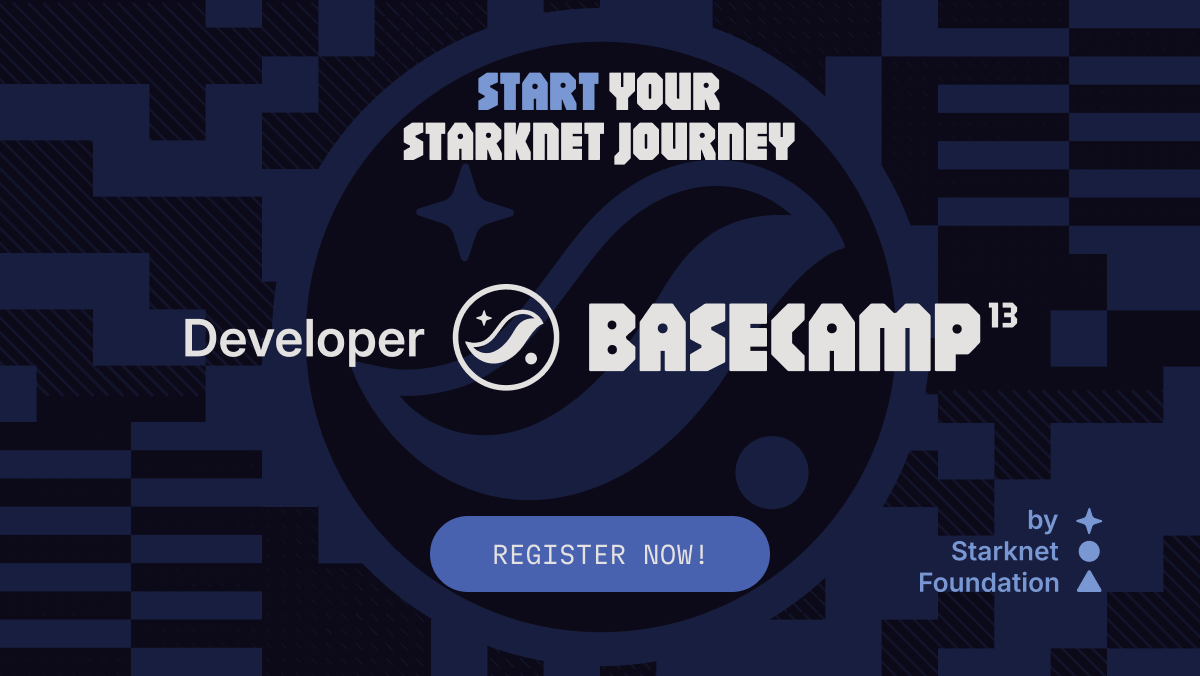 START YOUR
STARKNET JOURNEY
Developer BASECAMP 13
REGISTER NOW!
by
Starknet
Foundation